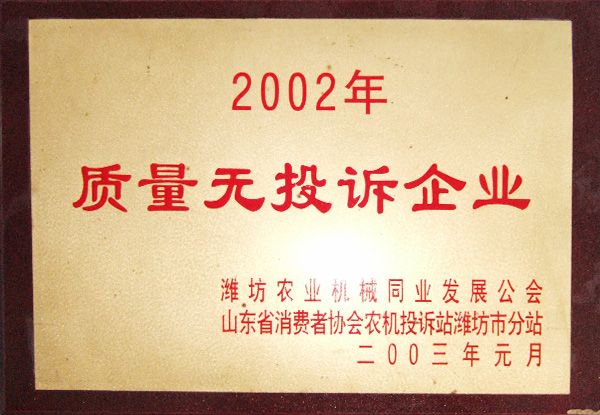 2002年
质量无投诉企业
潍坊农业机械同业发展公会
山东省消费者协会农机投诉站潍坊市分站
二00三年元月